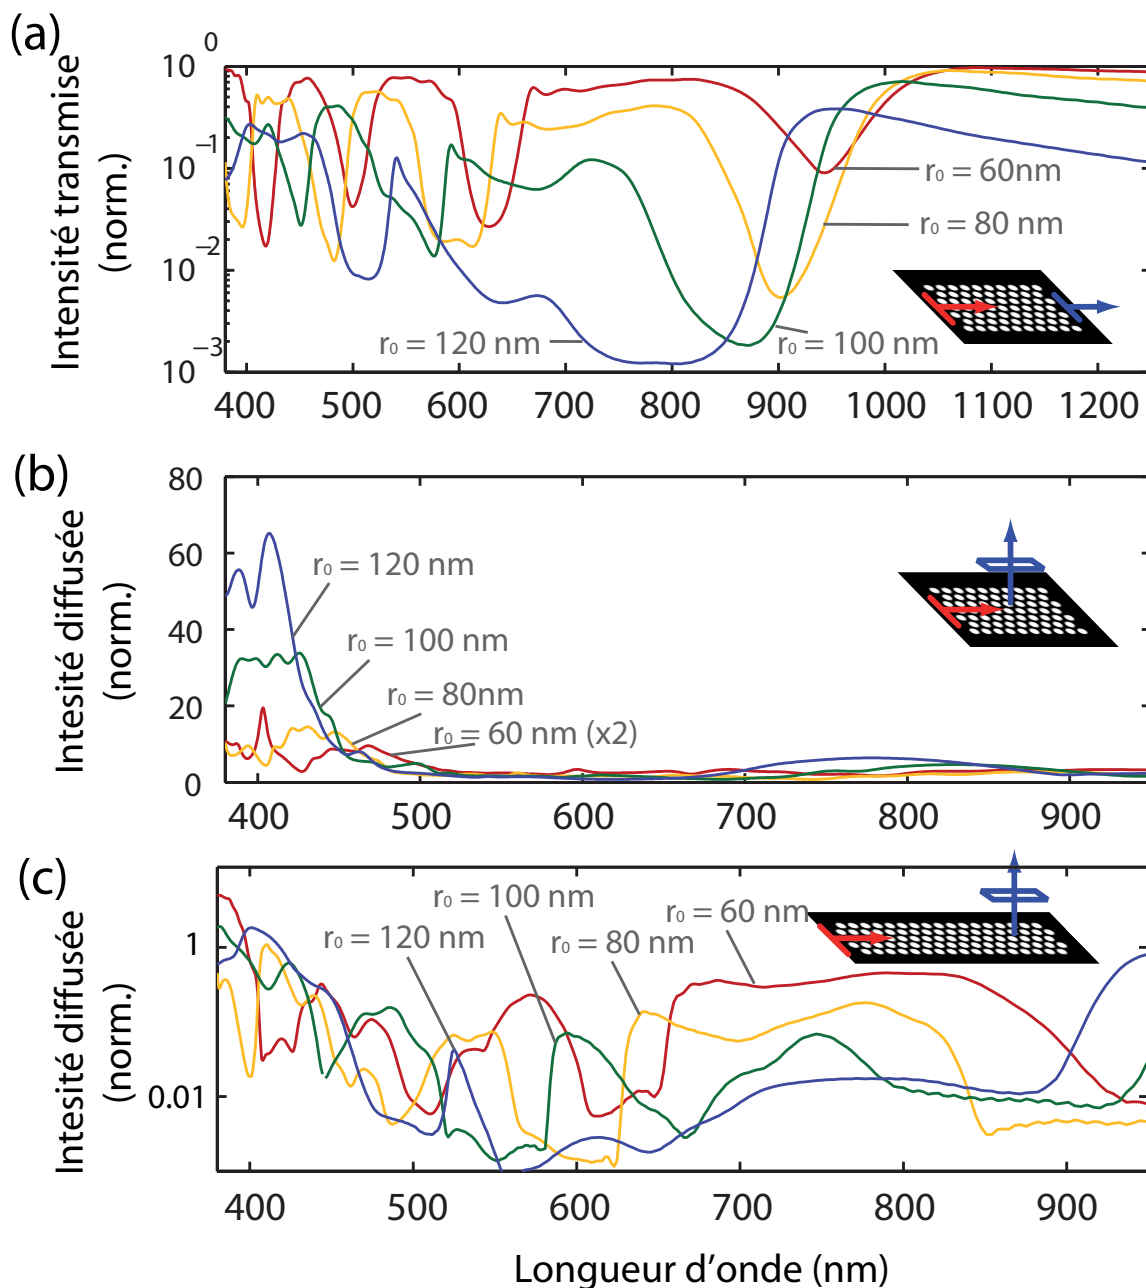 (a)
Intensité transmise
(norm.)
10 0
10 –1
10 –2
10 –3
r₀ = 60nm
r₀ = 80 nm
r₀ = 120 nm
r₀ = 100 nm
400 500 600 700 800 900 1000 1100 1200
(b)
Intesité diffusée
(norm.)
80
60
40
20
0
r₀ = 120 nm
r₀ = 100 nm
r₀ = 80nm
r₀ = 60 nm (x2)
400 500 600 700 800 900
(c)
Intesité diffusée
(norm.)
1
0.01
r₀ = 100 nm
r₀ = 60 nm
r₀ = 120 nm
r₀ = 80 nm
400 500 600 700 800 900
Longueur d’onde (nm)